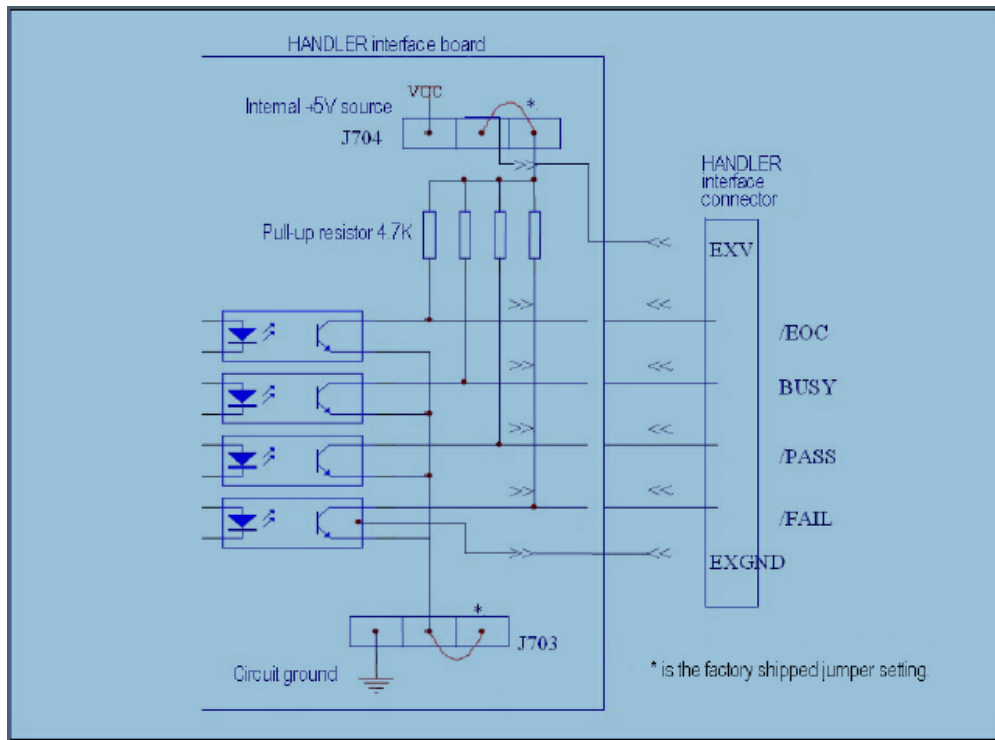 HANDLER interface board
VCC
*
Internal +5V source
J704
HANDLER
interface
connector
Pull-up resistor 4.7K
EXV
/EOC
BUSY
/PASS
/FAIL
EXGND
*
J703
Circuit ground
* is the factory shipped jumper setting.